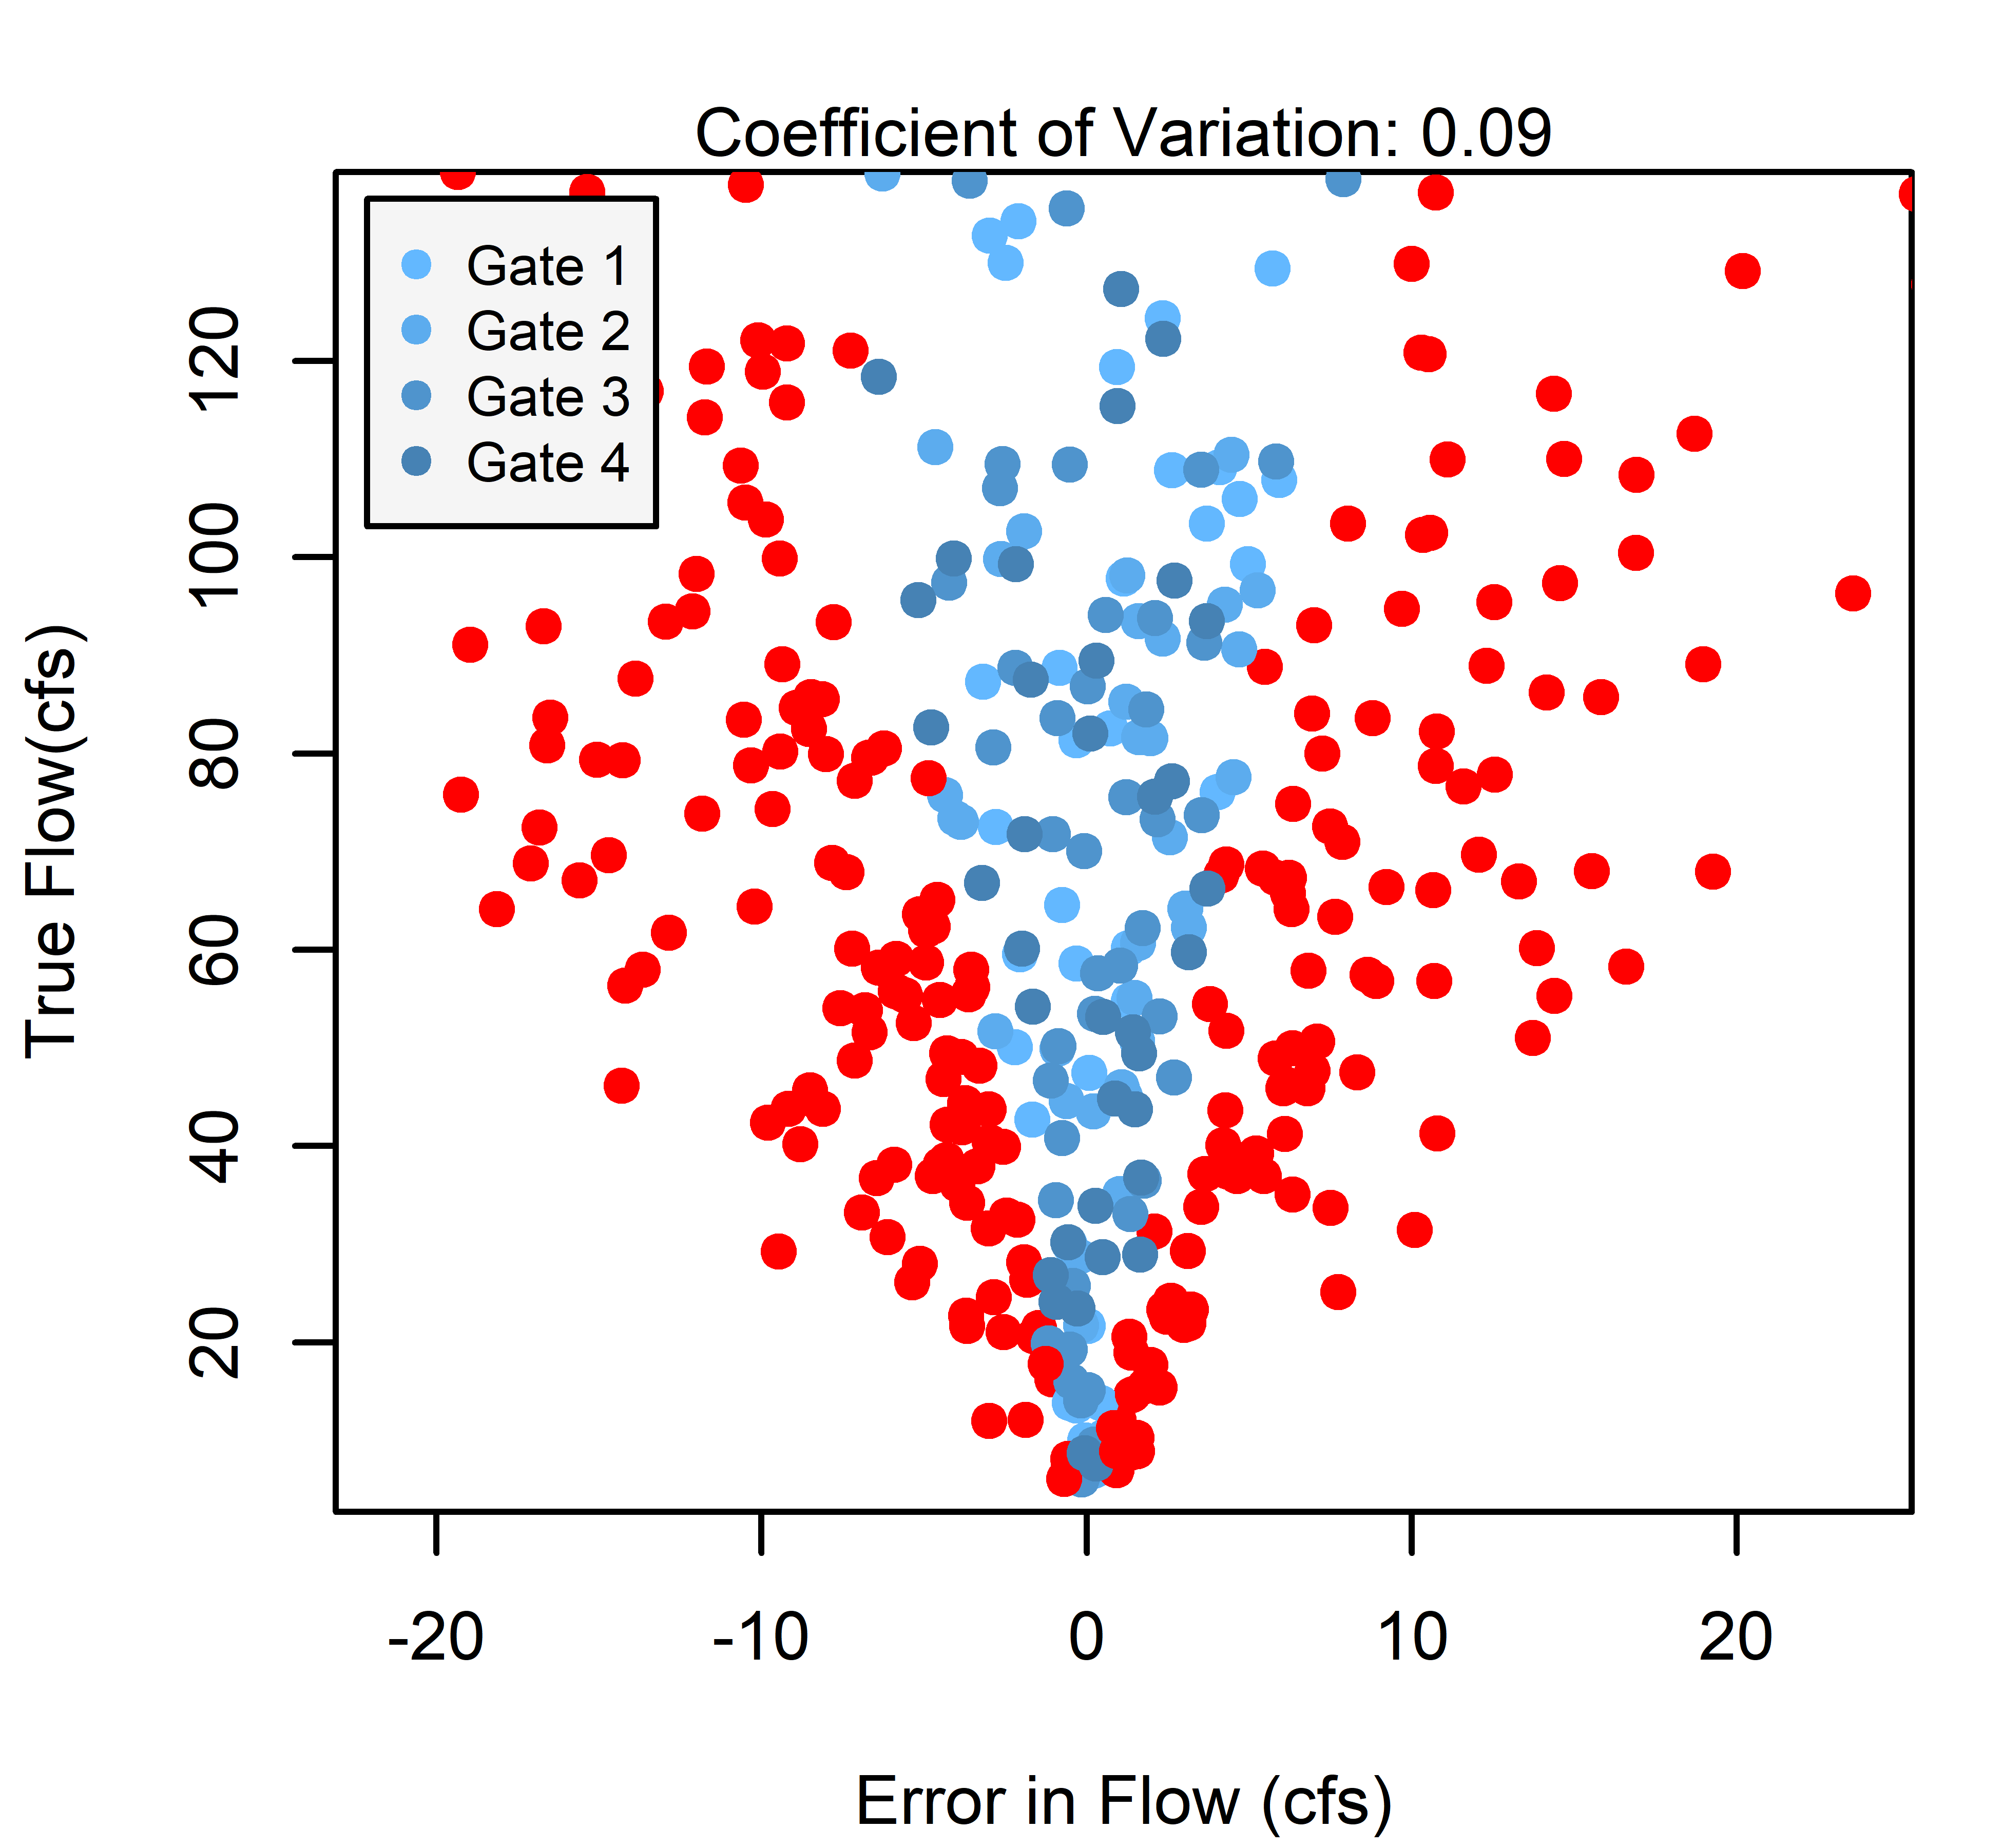 Coefficient of Variation: 0.09
Gate 1
Gate 2
Gate 3
Gate 4
True Flow(cfs)
120
100
80
60
40
20
-20 -10 0 10 20
Error in Flow (cfs)